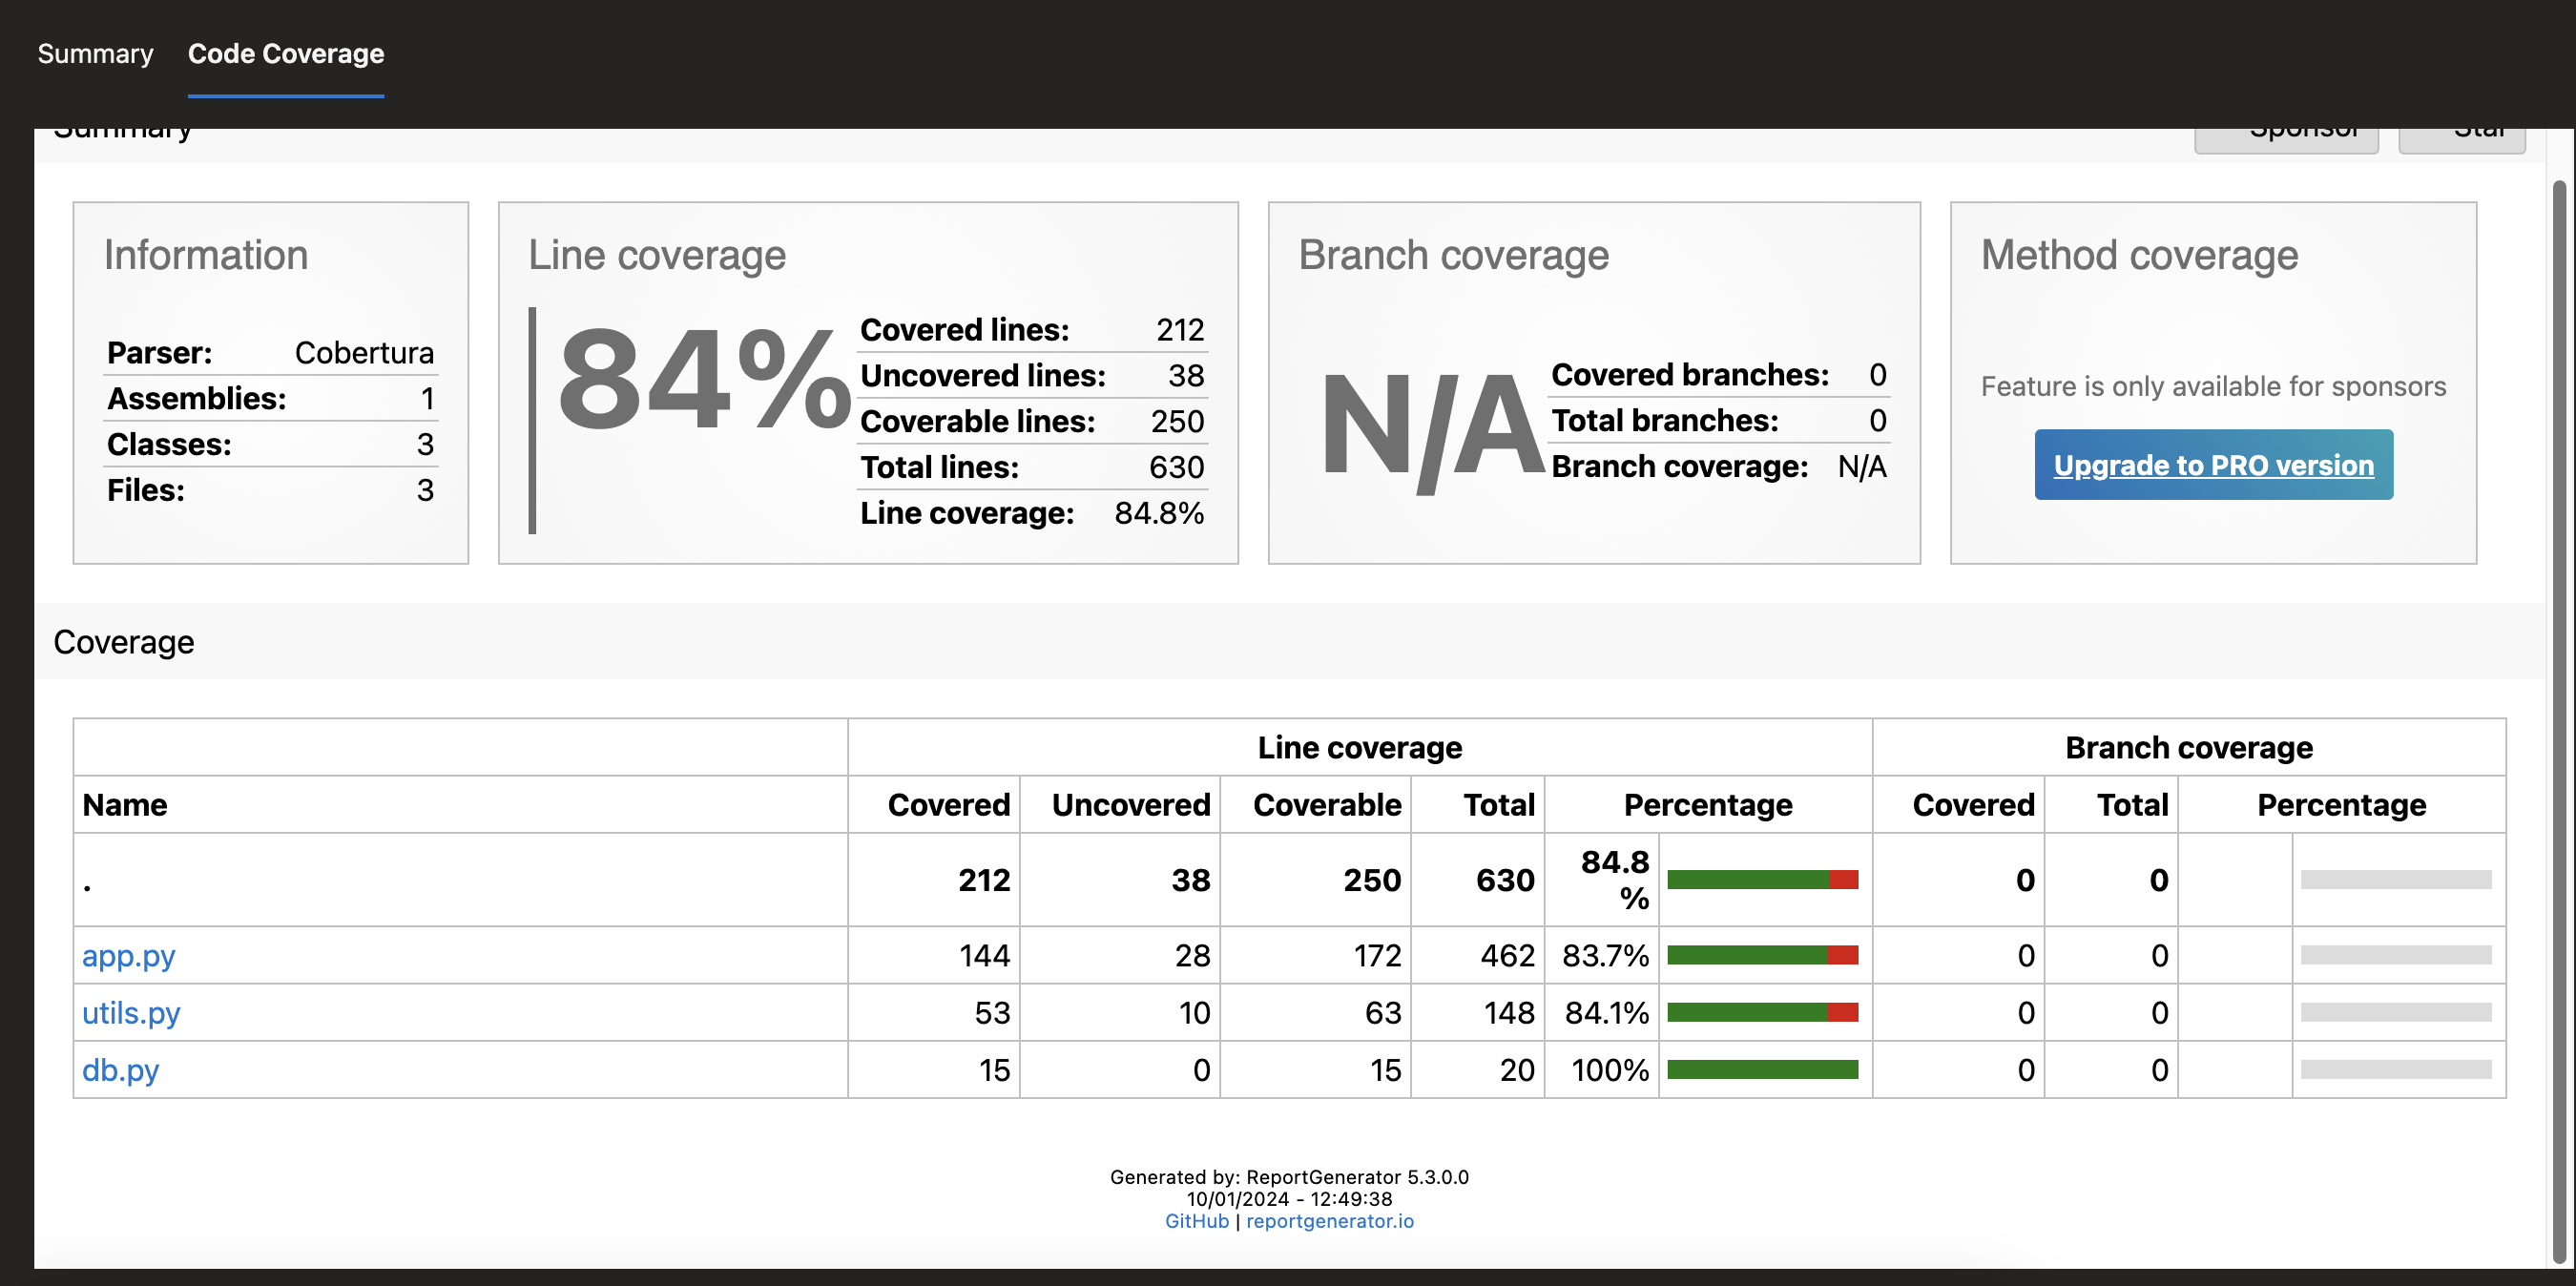 Summary Code Coverage
Summary Sponsor Star
Information
Parser: Cobertura
Assemblies: 1
Classes: 3
Files: 3
Line coverage
84%
Covered lines: 212
Uncovered lines: 38
Coverable lines: 250
Total lines: 630
Line coverage: 84.8%
Branch coverage
N/A
Covered branches: 0
Total branches: 0
Branch coverage: N/A
Method coverage
Feature is only available for sponsors
Upgrade to PRO version
Coverage
Line coverage Branch coverage
Name Covered Uncovered Coverable Total Percentage Covered Total Percentage
. 212 38 250 630 84.8 % 0 0
app.py 144 28 172 462 83.7% 0 0
utils.py 53 10 63 148 84.1% 0 0
db.py 15 0 15 20 100% 0 0
Generated by: ReportGenerator 5.3.0.0
10/01/2024 - 12:49:38
GitHub | reportgenerator.io